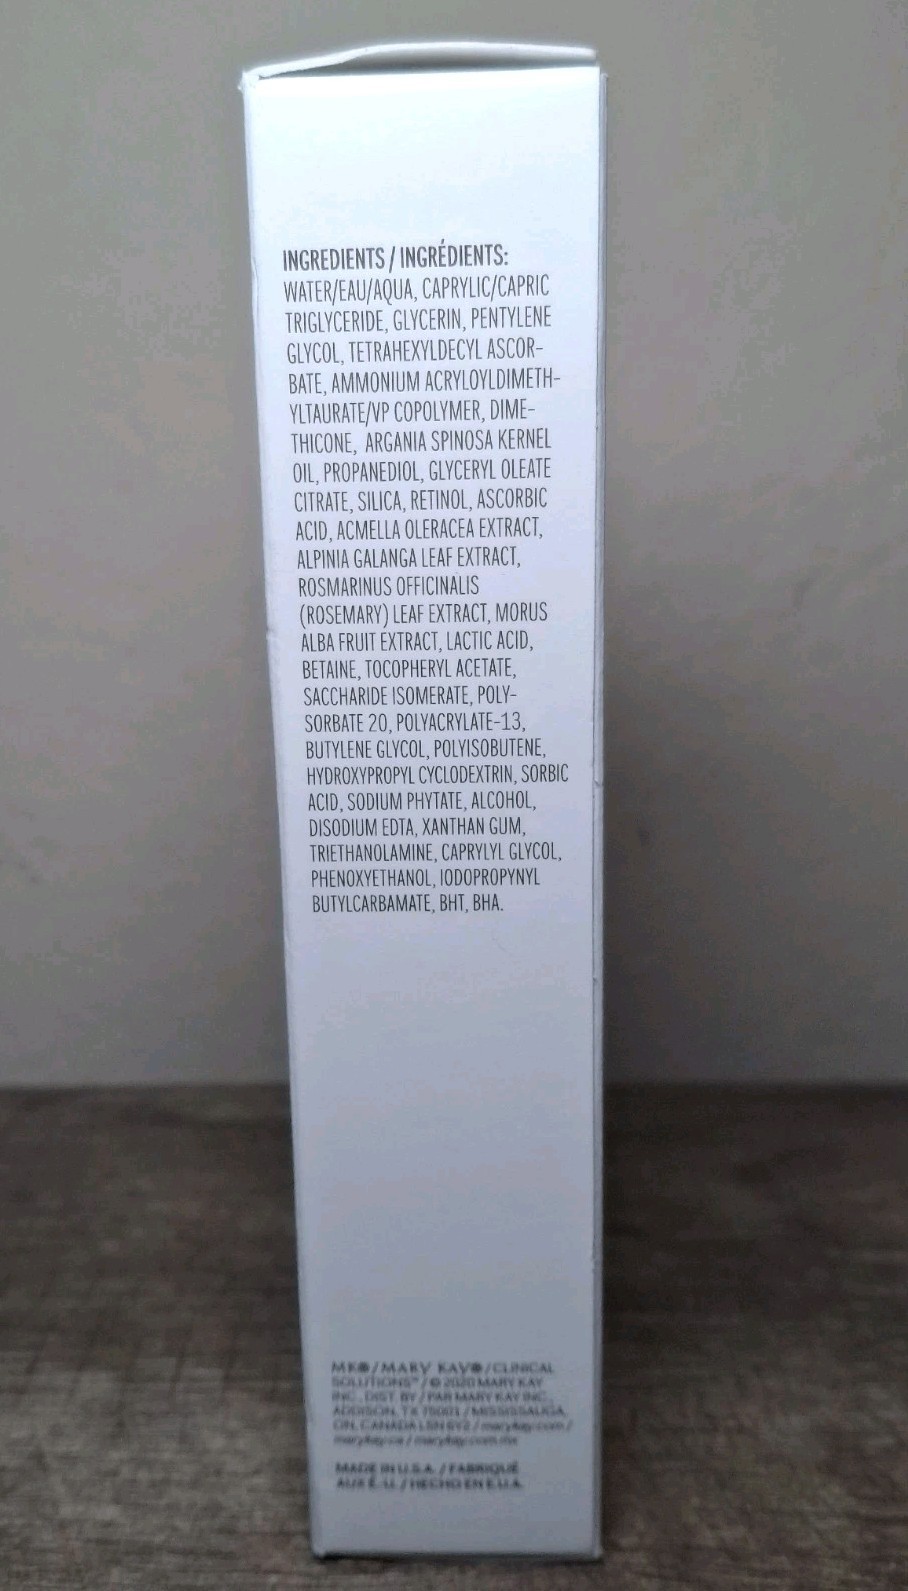 INGREDIENTS / INGRÉDIENTS:
WATER/EAU/AQUA, CAPRYLIC/CAPRIC
TRIGLYCERIDE, GLYCERIN, PENTYLENE
GLYCOL, TETRAHEXYLDECYL ASCOR-
BATE, AMMONIUM ACRYLOYLDIMETH-
YLTAURATE/VP COPOLYMER, DIME-
THICONE, ARGANIA SPINOSA KERNEL
OIL, PROPANEDIOL, GLYCERYL OLEATE
CITRATE, SILICA, RETINOL, ASCORBIC
ACID, ACMELLA OLERACEA EXTRACT,
ALPINIA GALANGA LEAF EXTRACT,
ROSMARINUS OFFICINALIS
(ROSEMARY) LEAF EXTRACT, MORUS
ALBA FRUIT EXTRACT, LACTIC ACID,
BETAINE, TOCOPHERYL ACETATE,
SACCHARIDE ISOMERATE, POLY-
SORBATE 20, POLYACRYLATE-13,
BUTYLENE GLYCOL, POLYISOBUTENE,
HYDROXYPROPYL CYCLODEXTRIN, SORBIC
ACID, SODIUM PHYTATE, ALCOHOL,
DISODIUM EDTA, XANTHAN GUM,
TRIETHANOLAMINE, CAPRYLYL GLYCOL,
PHENOXYETHANOL, IODOPROPYNYL
BUTYLCARBAMATE, BHT, BHA.
MK®/MARY KAY®/CLINICAL
SOLUTIONS™/© 2020 MARY KAY
INC., DIST. BY / PAR MARY KAY INC.,
ADDISON, TX 75001 / MISSISSAUGA,
ON, CANADA L5N 6Y2 / marykay.com /
marykay.ca / marykay.com.mx
MADE IN U.S.A. / FABRIQUÉ
AUX É.-U. / HECHO EN E.U.A.